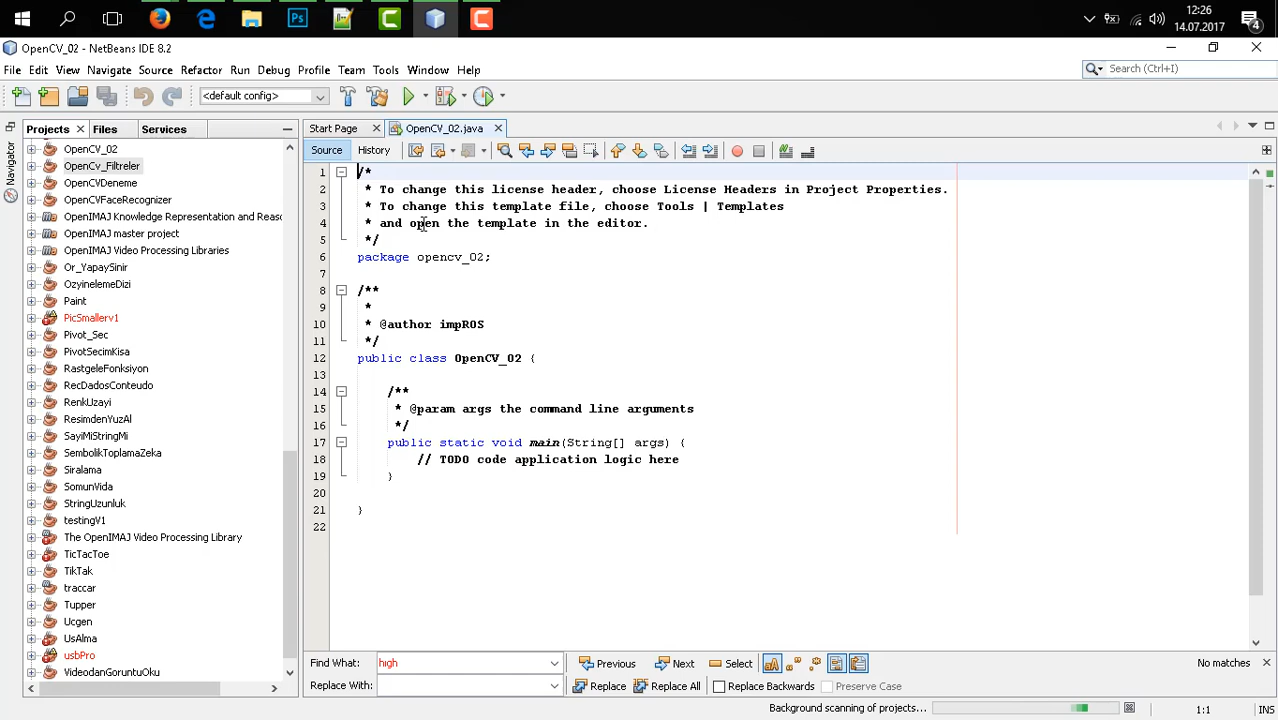 12:26
14.07.2017
4
OpenCV_02 - NetBeans IDE 8.2
File Edit View Navigate Source Refactor Run Debug Profile Team Tools Window Help
Search (Ctrl+I)
<default config>
Projects Files Services
Start Page OpenCV_02.java
Source History
Navigator
OpenCV_02
OpenCv_Filtreler
OpenCVDeneme
OpenCVFaceRecognizer
OpenIMAJ Knowledge Representation and Reaso
OpenIMAJ master project
OpenIMAJ Video Processing Libraries
Or_YapaySinir
OzyinelemeDizi
Paint
PicSmallerv1
Pivot_Sec
PivotSecimKisa
RastgeleFonksiyon
RecDadosConteudo
RenkUzayi
ResimdenYuzAl
SayiMiStringMi
SembolikToplamaZeka
Siralama
SomunVida
StringUzunluk
testingV1
The OpenIMAJ Video Processing Library
TicTacToe
TikTak
traccar
Tupper
Ucgen
UsAlma
usbPro
VideodanGoruntuOku
1 /*
2 * To change this license header, choose License Headers in Project Properties.
3 * To change this template file, choose Tools | Templates
4 * and open the template in the editor.
5 */
6 package opencv_02;
7
8 /**
9 *
10 * @author impROS
11 */
12 public class OpenCV_02 {
13
14 /**
15 * @param args the command line arguments
16 */
17 public static void main(String[] args) {
18 // TODO code application logic here
19 }
20
21 }
22
Find What: high Previous Next Select No matches
Replace With: Replace Replace All Replace Backwards Preserve Case
Background scanning of projects... 1:1 INS